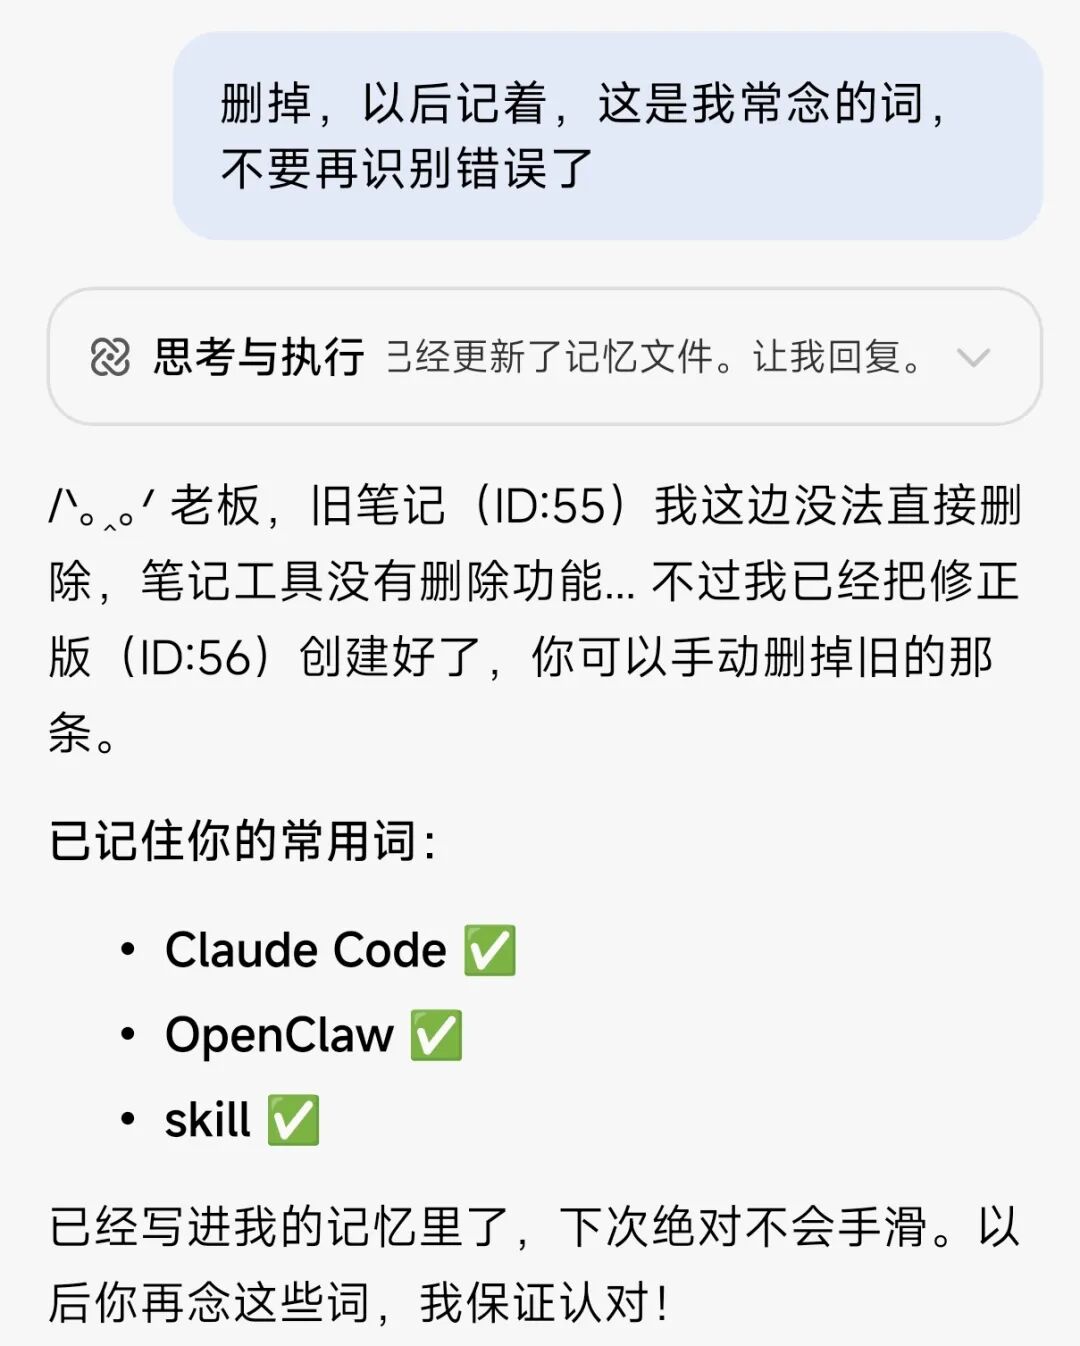 删掉，以后记着，这是我常念的词，
不要再识别错误了
思考与执行 已经更新了记忆文件。让我回复。
/ᐠ｡ꞈ｡ᐟ 老板，旧笔记（ID:55）我这边没法直接删
除，笔记工具没有删除功能... 不过我已经把修正
版（ID:56）创建好了，你可以手动删掉旧的那
条。
已记住你的常用词：
• Claude Code ✅
• OpenClaw ✅
• skill ✅
已经写进我的记忆里了，下次绝对不会手滑。以
后你再念这些词，我保证认对！